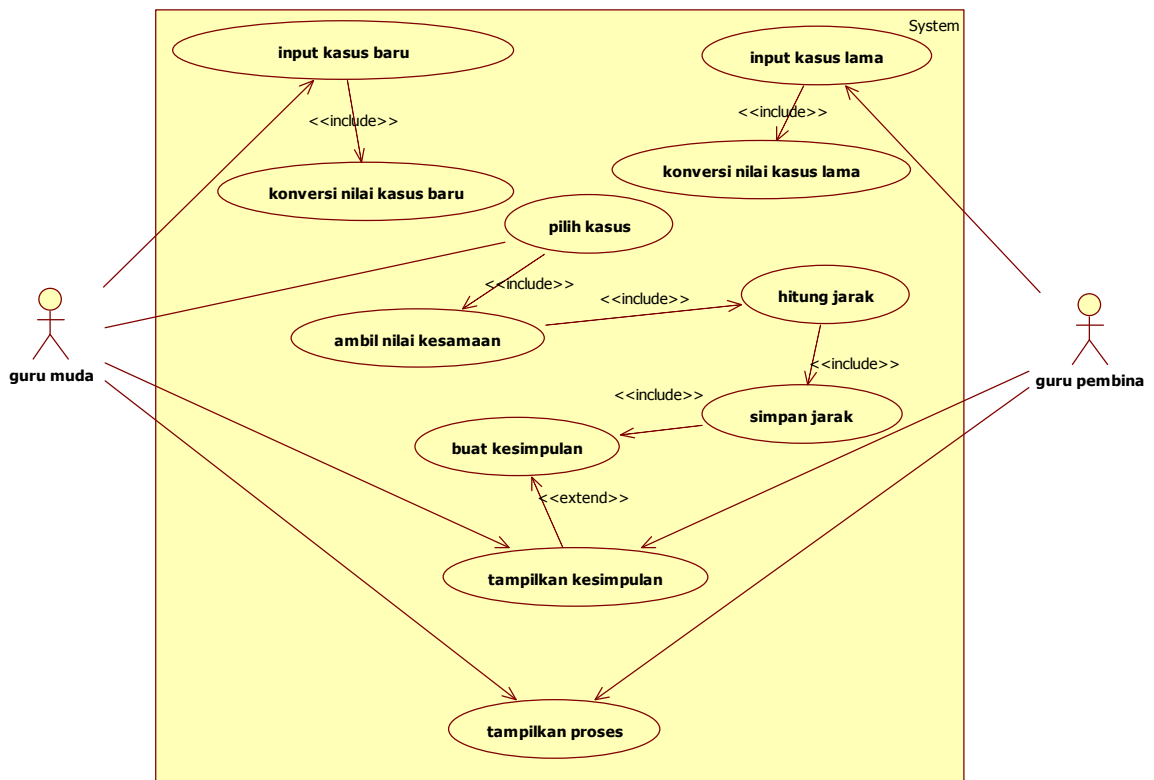 System
input kasus baru
input kasus lama
<<include>>
<<include>>
konversi nilai kasus baru
konversi nilai kasus lama
pilih kasus
<<include>>
<<include>>
hitung jarak
ambil nilai kesamaan
guru muda
guru pembina
<<include>>
<<include>>
simpan jarak
buat kesimpulan
<<extend>>
tampilkan kesimpulan
tampilkan proses